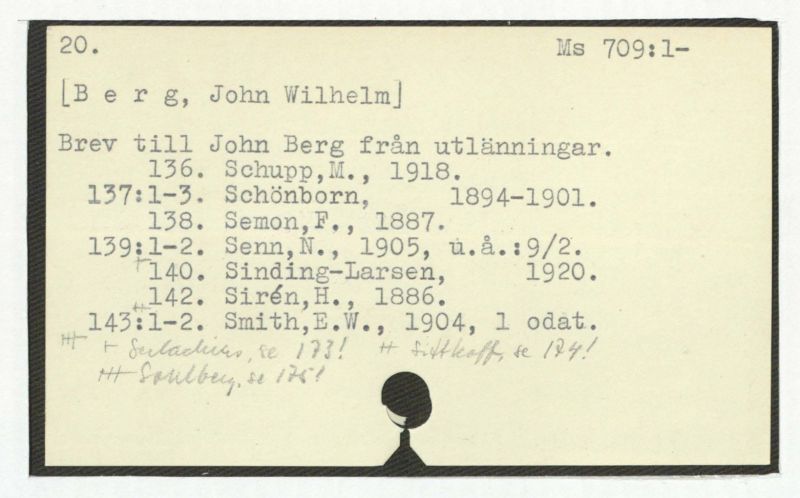 20. Ms 709:1-
[B e r g, John Wilhelm]
Brev till John Berg från utlänningar.
136. Schupp,M., 1918.
137:1-3. Schönborn, 1894-1901.
138. Semon,F., 1887.
139:1-2. Senn,N., 1905, u.å.:9/2.
+140. Sinding-Larsen, 1920.
++142. Sirén,H., 1886.
143:1-2. Smith,E.W., 1904, 1 odat.
+++ + Serlachius, se 173! ++ Sittkoff, se 174!
+++ Sohlberg, se 175!